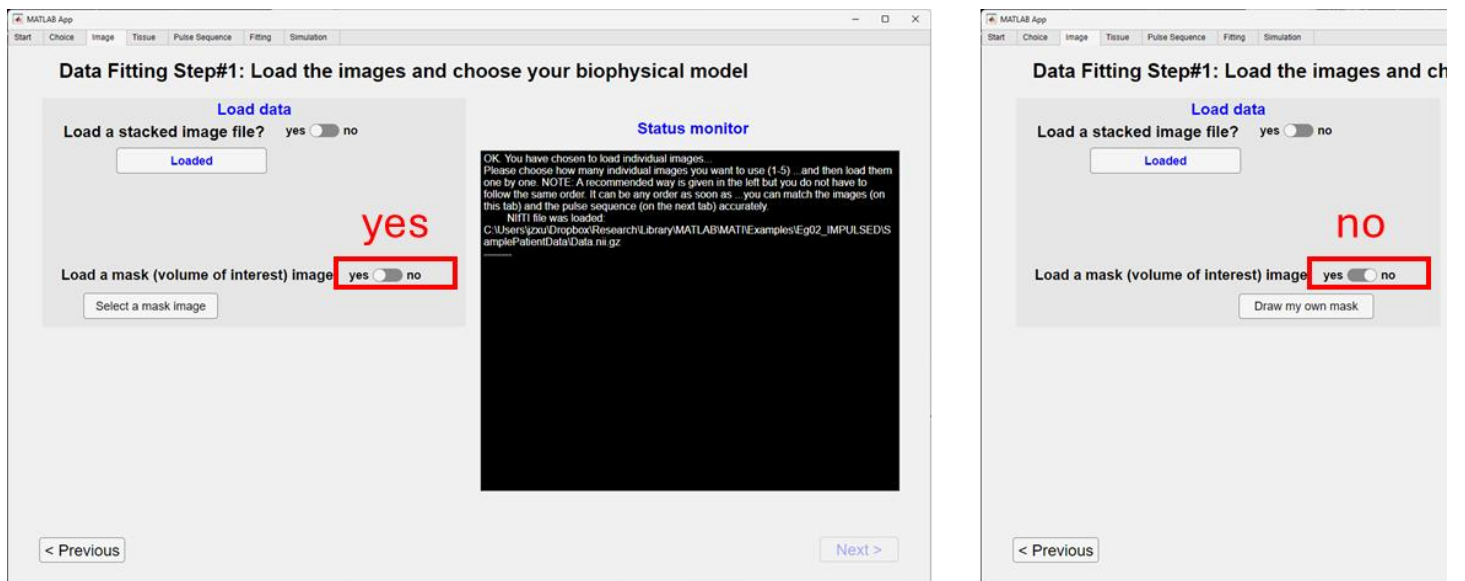 MATLAB App
Start Choice Image Tissue Pulse Sequence Fitting Simulation
Data Fitting Step#1: Load the images and choose your biophysical model
Load data
Load a stacked image file? yes no
Loaded
yes
Load a mask (volume of interest) image yes no
Select a mask image
Status monitor
OK. You have chosen to load individual images...
Please choose how many individual images you want to use (1-5) ...and then load them
one by one. NOTE: A recommended way is given in the left but you do not have to
follow the same order. It can be any order as soon as ...you can match the images (on
this tab) and the pulse sequence (on the next tab) accurately.
NIfTI file was loaded:
C:\Users\jzxu\Dropbox\Research\Library\MATLAB\MATI\Examples\Eg02_IMPULSED\S
amplePatientData\Data.nii.gz
< Previous
Next >
MATLAB App
Start Choice Image Tissue Pulse Sequence Fitting Simulation
Data Fitting Step#1: Load the images and ch
Load data
Load a stacked image file? yes no
Loaded
no
Load a mask (volume of interest) image yes no
Draw my own mask
< Previous